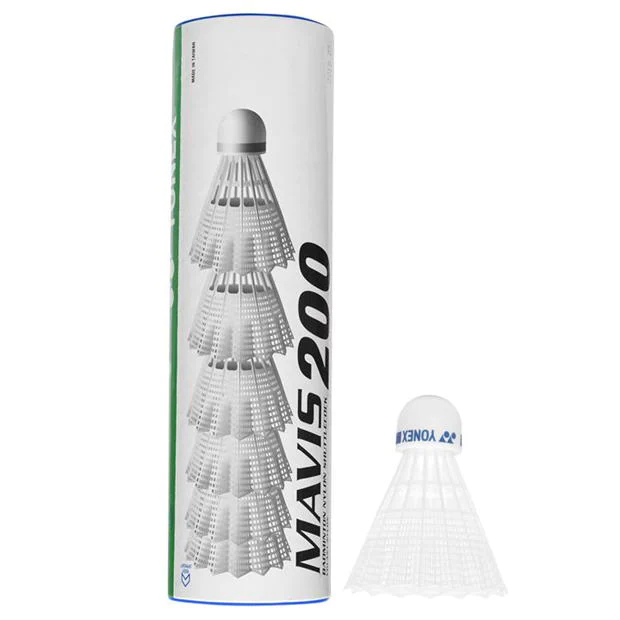 MADE IN TAIWAN
YONEX
MAVIS 200
BADMINTON NYLON SHUTTLECOCK
YONEX